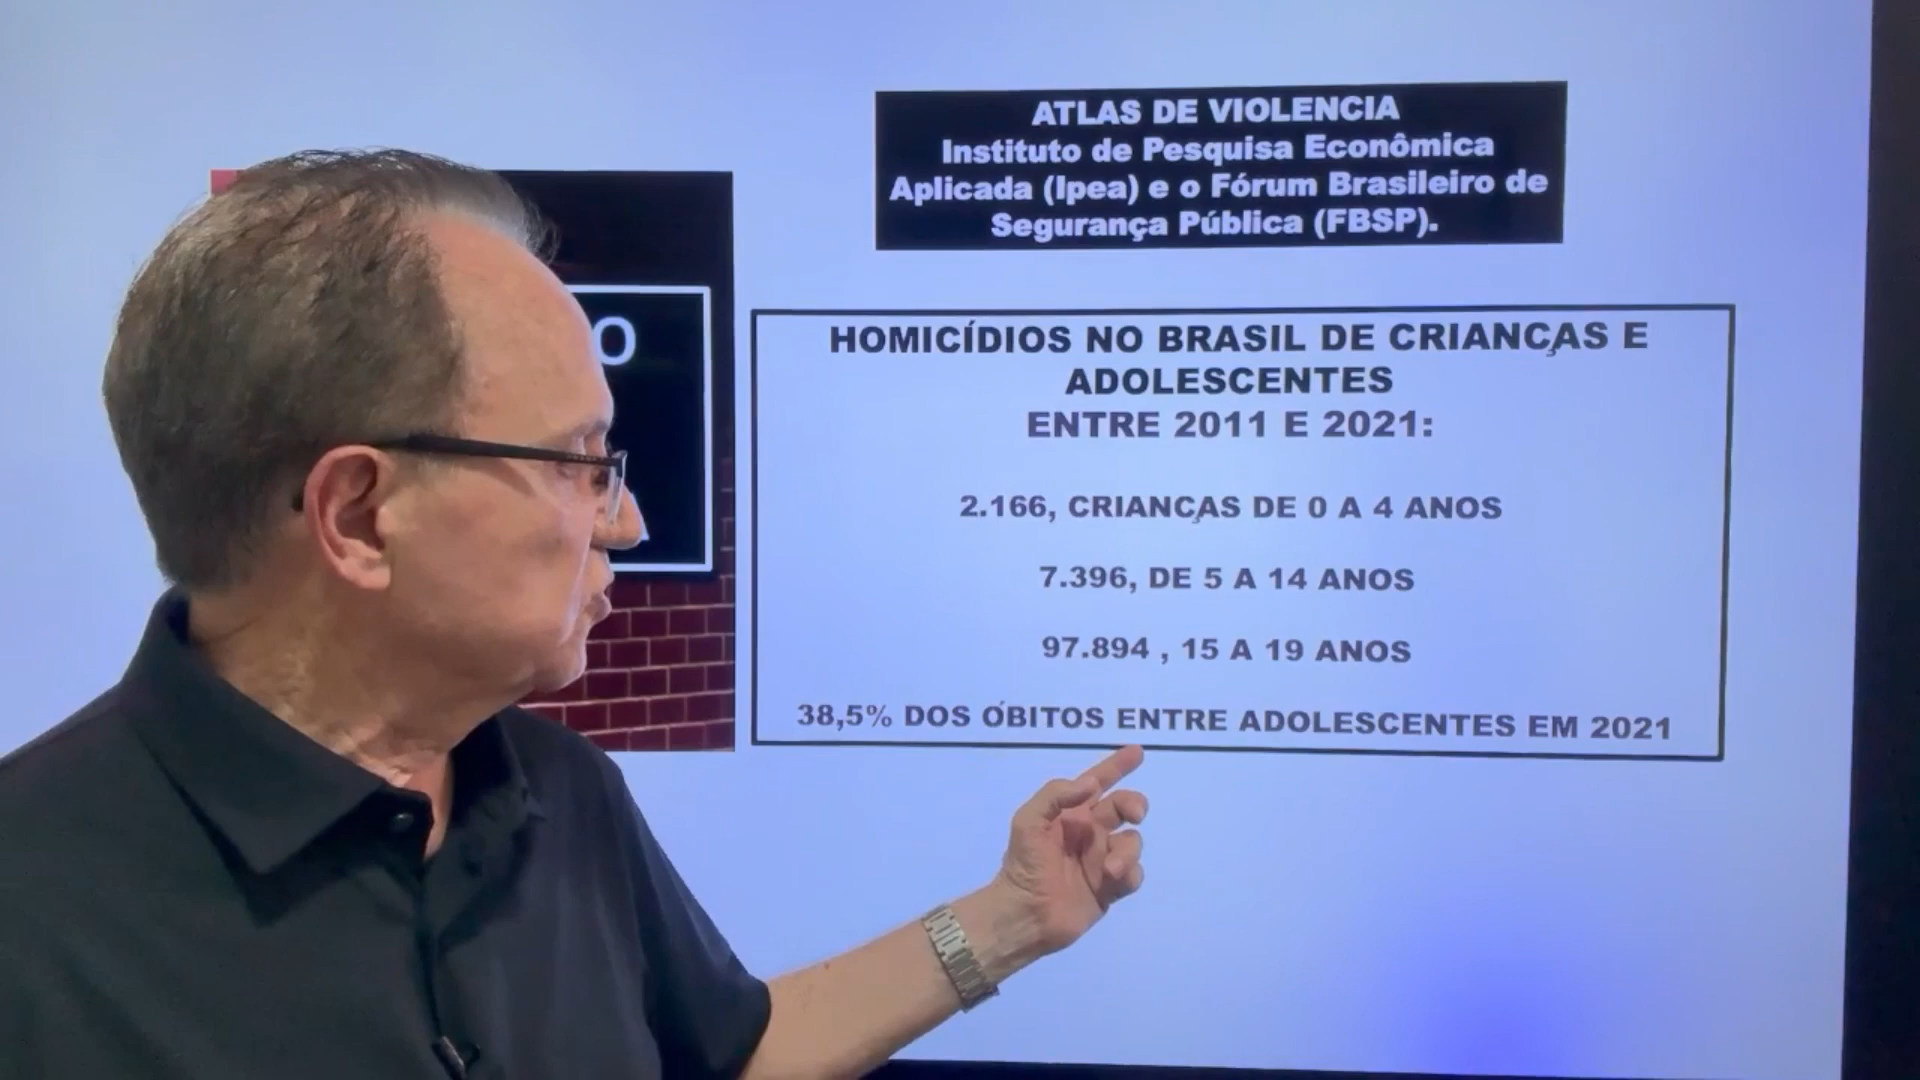 ATLAS DE VIOLENCIA
Instituto de Pesquisa Econômica
Aplicada (Ipea) e o Fórum Brasileiro de
Segurança Pública (FBSP).
HOMICÍDIOS NO BRASIL DE CRIANÇAS E
ADOLESCENTES
ENTRE 2011 E 2021:
2.166, CRIANÇAS DE 0 A 4 ANOS
7.396, DE 5 A 14 ANOS
97.894 , 15 A 19 ANOS
38,5% DOS ÓBITOS ENTRE ADOLESCENTES EM 2021